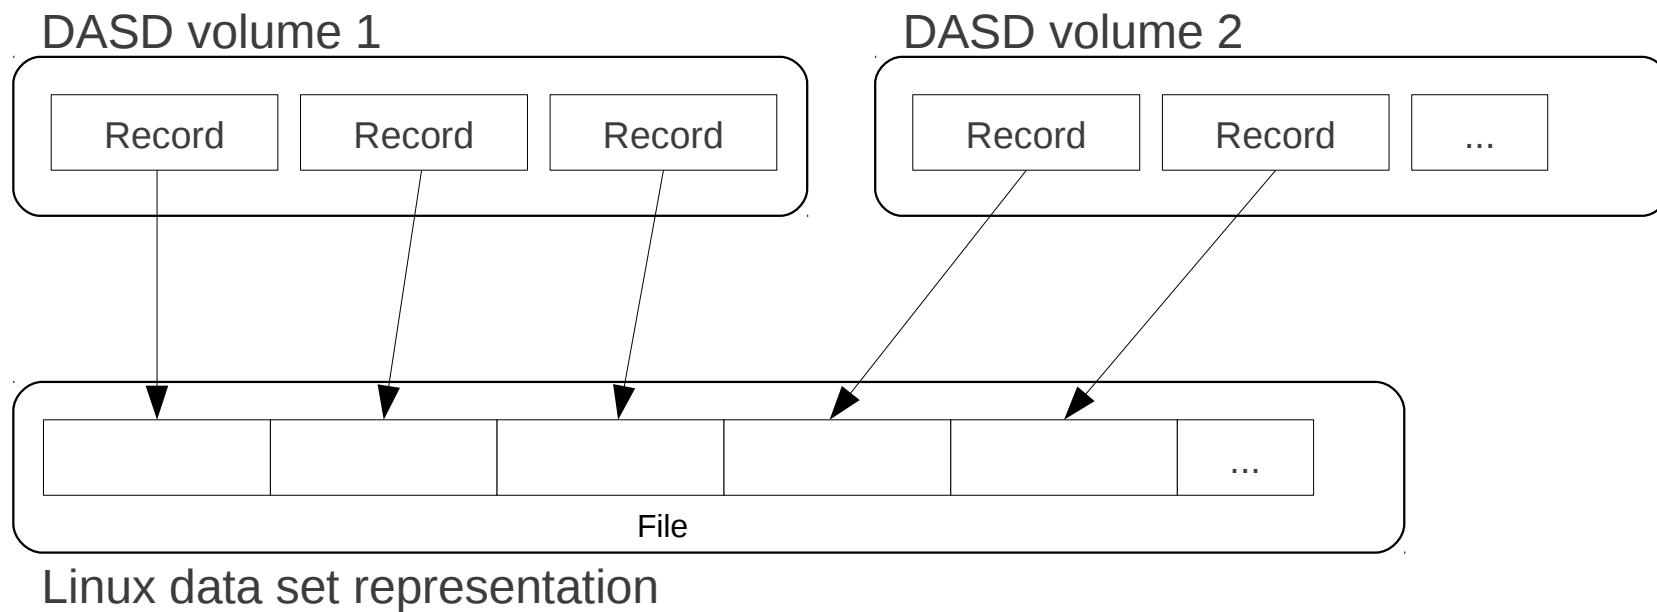 DASD volume 1
DASD volume 2
Record Record Record
Record Record ...
...
File
Linux data set representation